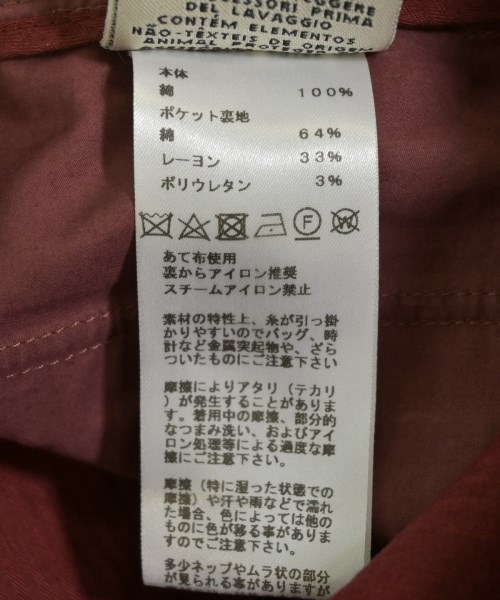 DEL LAVAGGIO
CONTÉM ELEMENTOS
NÃO-TÊXTEIS DE ORIGEM
ANIMAL
本体
綿 100%
ポケット裏地
綿 64%
レーヨン 33%
ポリウレタン 3%
F
W
あて布使用
裏からアイロン推奨
スチームアイロン禁止
素材の特性上、糸が引っ掛
かりやすいのでバッグ、時
計など金属突起物や、ざら
ついたものにご注意下さい
摩擦によりアタリ（テカリ
）が発生することがありま
す。着用中の摩擦、部分的
なつまみ洗い、およびアイ
ロン処理等による過度な摩
擦にご注意下さい。
摩擦（特に湿った状態での
摩擦）や汗や雨などで濡れ
た場合、色によっては他の
ものに色が移る事がありま
すのでご注意下さい。
多少ネップやムラ状の部分
が見られる事がありますが